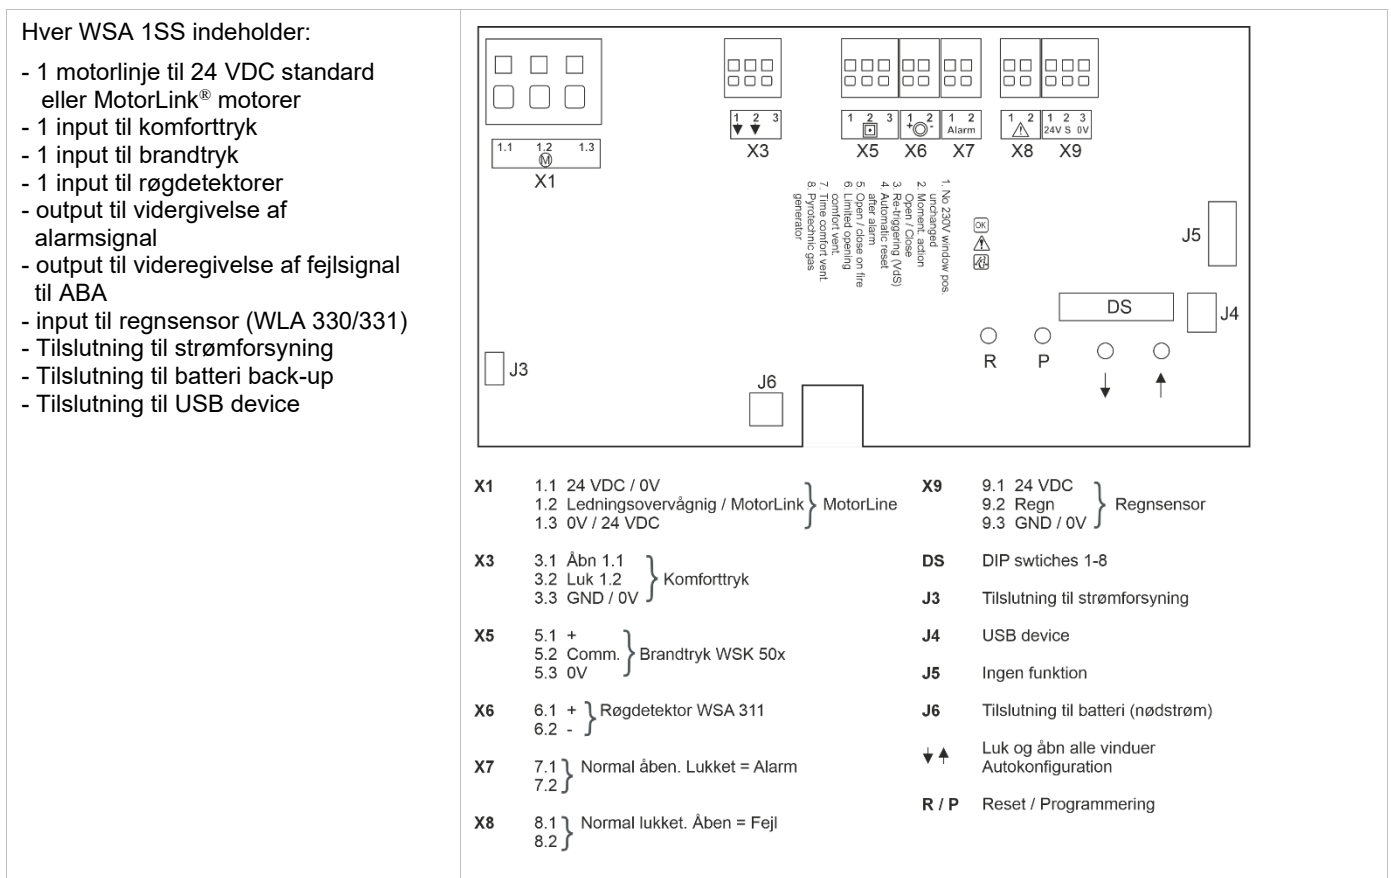 Hver WSA 1SS indeholder:
- 1 motorlinje til 24 VDC standard
eller MotorLink® motorer
- 1 input til komforttryk
- 1 input til brandtryk
- 1 input til røgdetektorer
- output til vidergivelse af
alarmsignal
- output til videregivelse af fejlsignal
til ABA
- input til regnsensor (WLA 330/331)
- Tilslutning til strømforsyning
- Tilslutning til batteri back-up
- Tilslutning til USB device
1.1 1.2 1.3
M
X1
1 2 3
X3
1 2 3
X5
1 2
+ -
X6
1 2
Alarm
X7
1 2
X8
1 2 3
24V S 0V
X9
1. No 230V window pos.
unchanged
2. Moment. action
Open / Close
3. Re-triggering (VdS)
4. Automatic reset
after alarm
5. Open / close on fire
6. Limited opening
comfort vent.
7. Time comfort vent.
8. Pyrotechnic gas
generator
OK
J5
DS
J4
R
P
J3
J6
X1 1.1 24 VDC / 0V
1.2 Ledningsovervågnig / MotorLink
1.3 0V / 24 VDC
MotorLine
X3 3.1 Åbn 1.1
3.2 Luk 1.2
3.3 GND / 0V
Komforttryk
X5 5.1 +
5.2 Comm.
5.3 0V
Brandtryk WSK 50x
X6 6.1 +
6.2 -
Røgdetektor WSA 311
X7 7.1
7.2
Normal åben. Lukket = Alarm
X8 8.1
8.2
Normal lukket. Åben = Fejl
X9 9.1 24 VDC
9.2 Regn
9.3 GND / 0V
Regnsensor
DS DIP swtiches 1-8
J3 Tilslutning til strømforsyning
J4 USB device
J5 Ingen funktion
J6 Tilslutning til batteri (nødstrøm)
Luk og åbn alle vinduer
Autokonfiguration
R / P Reset / Programmering